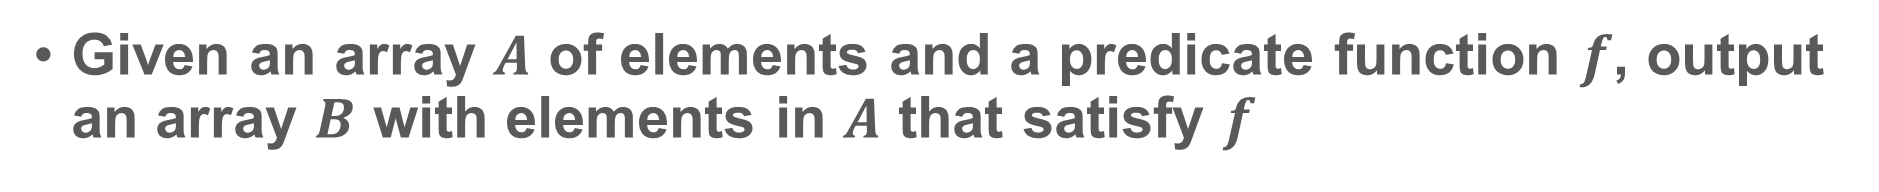 • Given an array A of elements and a predicate function f, output
an array B with elements in A that satisfy f